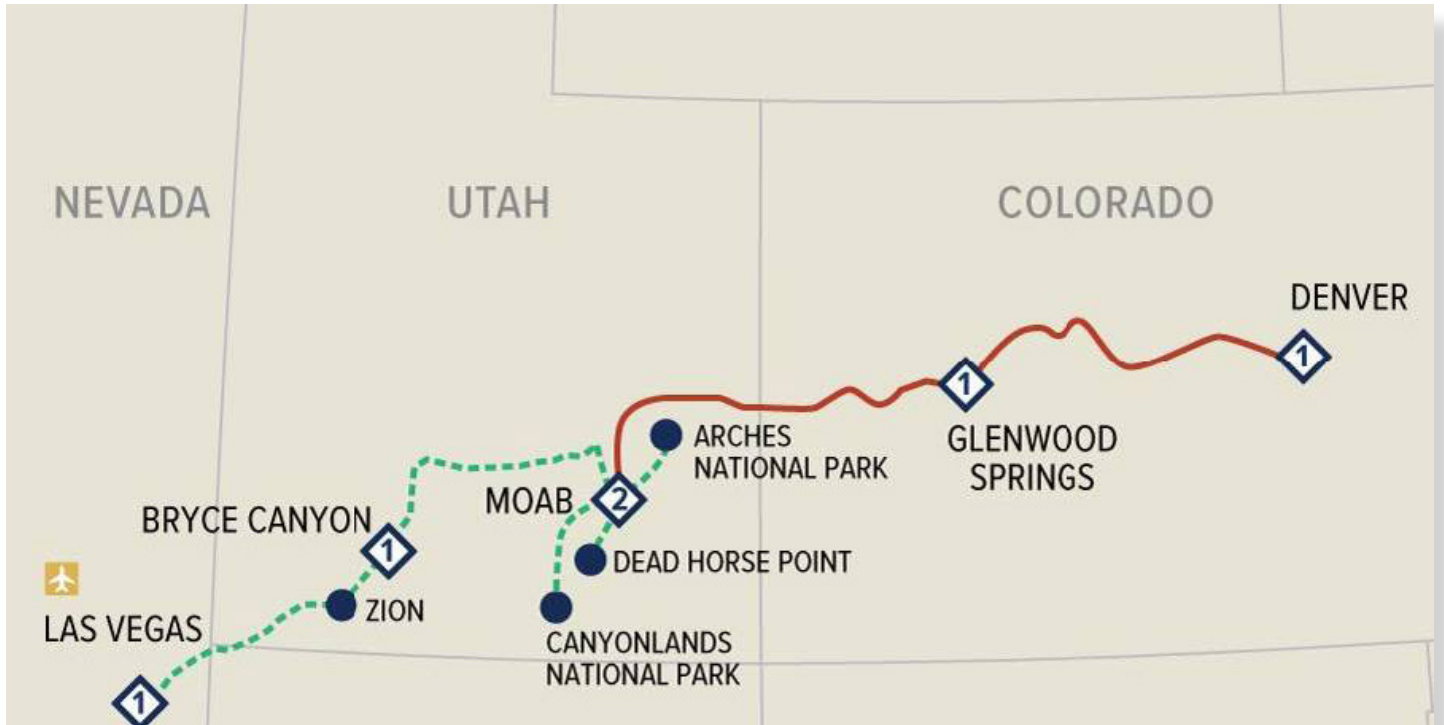 NEVADA
UTAH
COLORADO
DENVER
1
1
GLENWOOD
SPRINGS
ARCHES
NATIONAL PARK
MOAB
2
BRYCE CANYON
1
DEAD HORSE POINT
ZION
LAS VEGAS
1
CANYONLANDS
NATIONAL PARK